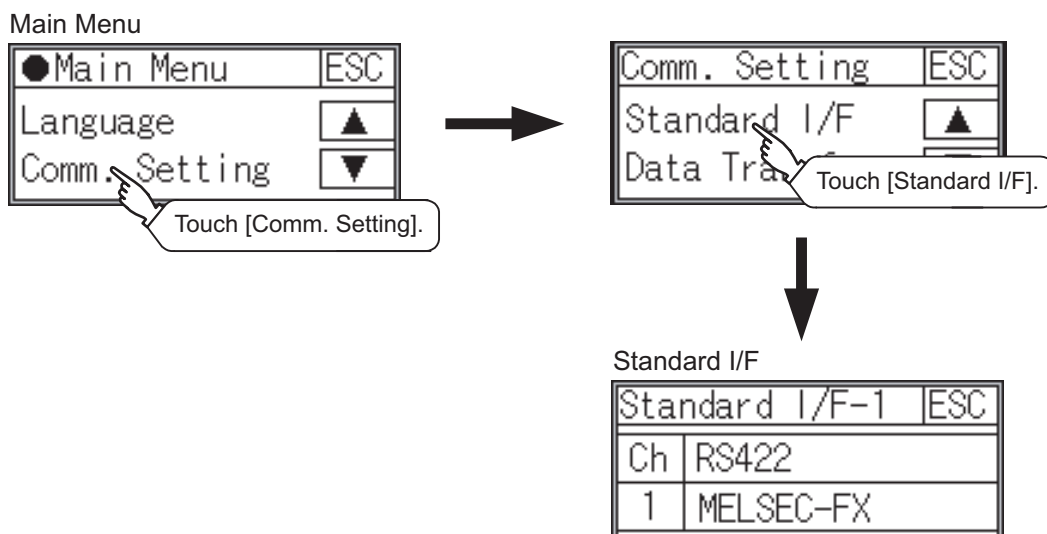 Main Menu
●Main Menu ESC
Language ▲
Comm. Setting ▼
Touch [Comm. Setting].
Comm. Setting ESC
Standard I/F ▲
Data
Touch [Standard I/F].
Standard I/F
Standard I/F-1 ESC
Ch RS422
1 MELSEC-FX